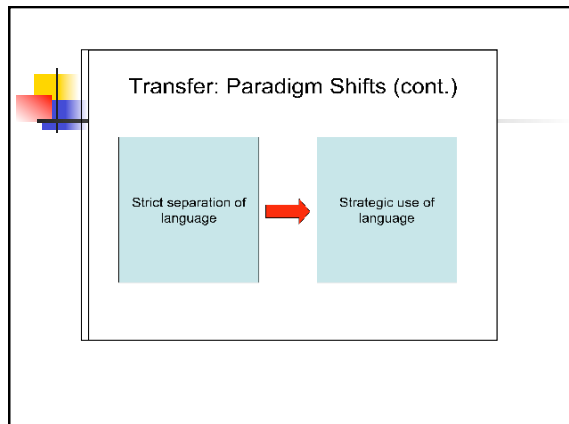 Transfer: Paradigm Shifts (cont.)
Strict separation of
language
Strategic use of
language